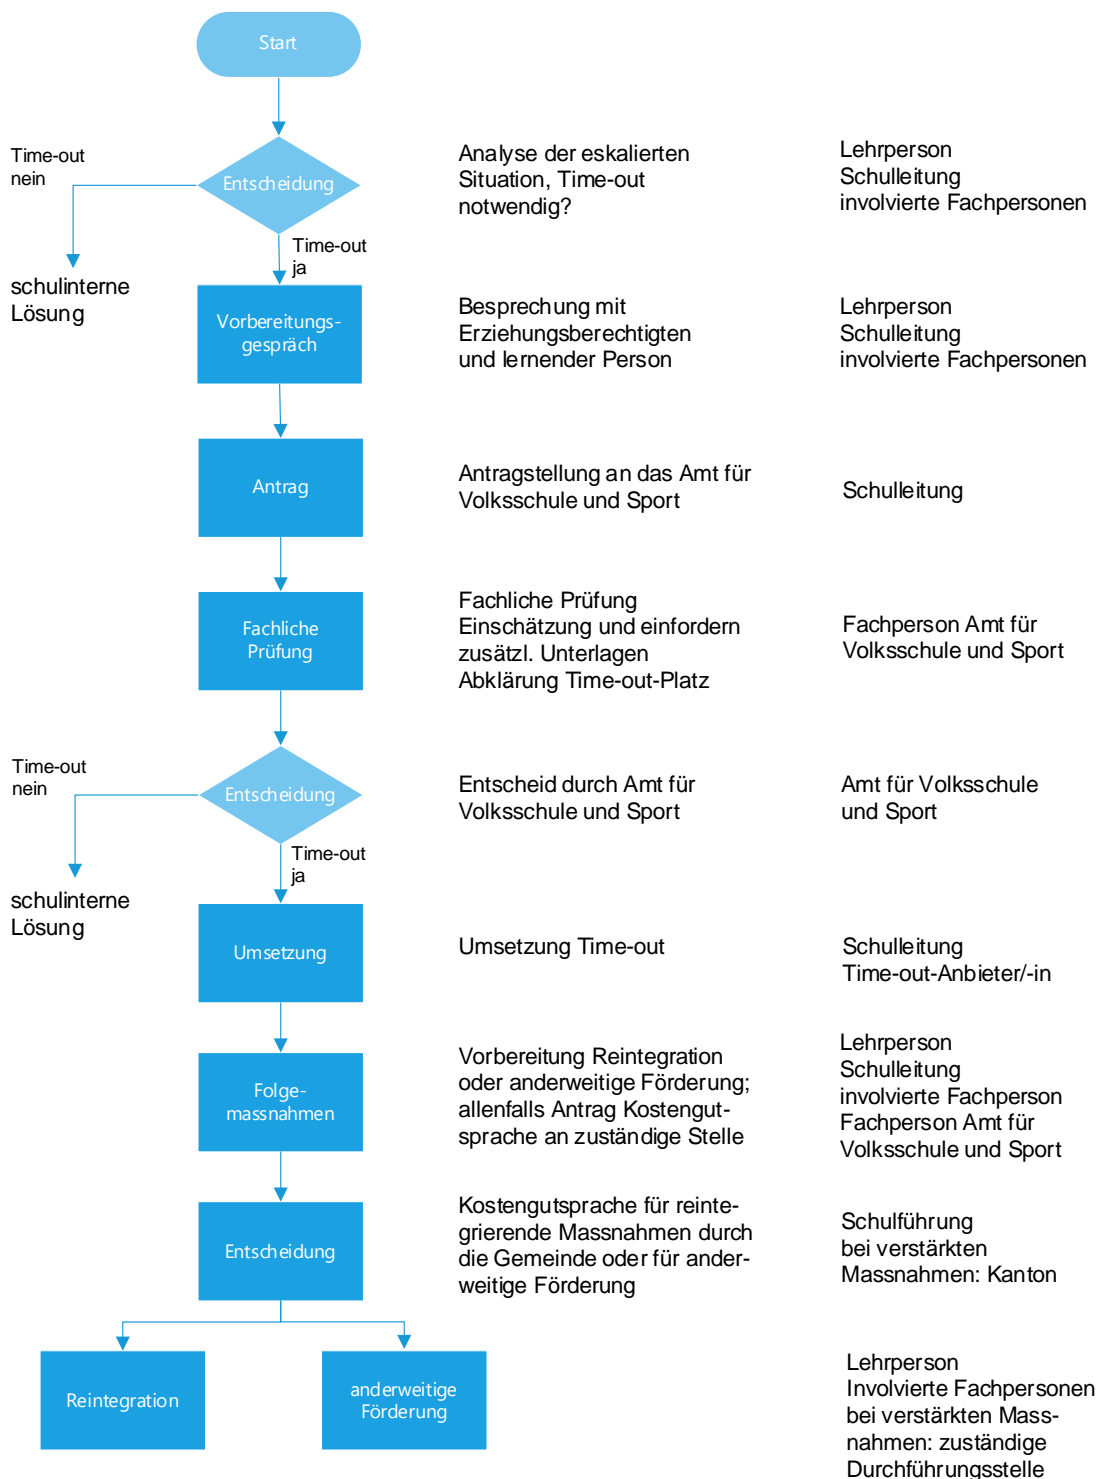 Start
Time-out
nein
Entscheidung
Analyse der eskalierten
Situation, Time-out
notwendig?
Lehrperson
Schulleitung
involvierte Fachpersonen
Time-out
ja
schulinterne
Lösung
Vorbereitungs-
gespräch
Besprechung mit
Erziehungsberechtigten
und lernender Person
Lehrperson
Schulleitung
involvierte Fachpersonen
Antrag
Antragstellung an das Amt für
Volksschule und Sport
Schulleitung
Fachliche
Prüfung
Fachliche Prüfung
Einschätzung und einfordern
zusätzl. Unterlagen
Abklärung Time-out-Platz
Fachperson Amt für
Volksschule und Sport
Time-out
nein
Entscheidung
Entscheid durch Amt für
Volksschule und Sport
Amt für Volksschule
und Sport
Time-out
ja
schulinterne
Lösung
Umsetzung
Umsetzung Time-out
Schulleitung
Time-out-Anbieter/-in
Folge-
massnahmen
Vorbereitung Reintegration
oder anderweitige Förderung;
allenfalls Antrag Kostengut-
sprache an zuständige Stelle
Lehrperson
Schulleitung
involvierte Fachperson
Fachperson Amt für
Volksschule und Sport
Entscheidung
Kostengutsprache für reinte-
grierende Massnahmen durch
die Gemeinde oder für ander-
weitige Förderung
Schulführung
bei verstärkten
Massnahmen: Kanton
Reintegration
anderweitige
Förderung
Lehrperson
Involvierte Fachpersonen
bei verstärkten Mass-
nahmen: zuständige
Durchführungsstelle